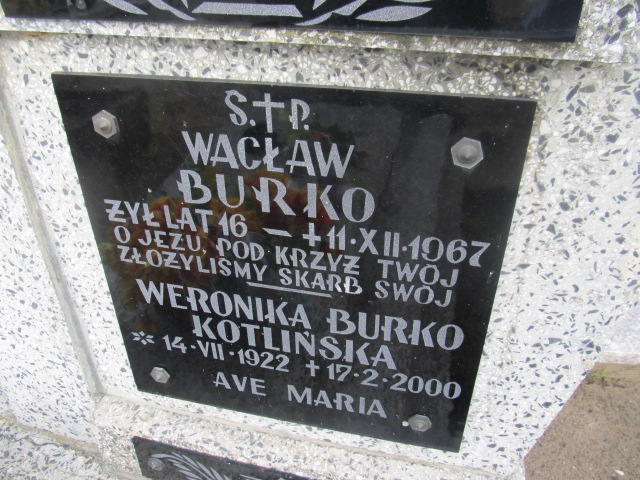 Ś.†P.
WACŁAW
BURKO
ŻYŁ LAT 16 – +11·XII·1967
O JEZU, POD KRZYŻ TWÓJ
ZŁOŻYLIŚMY SKARB SWÓJ
WERONIKA BURKO
KOTLIŃSKA
* 14·VII·1922 +17·2·2000
AVE MARIA